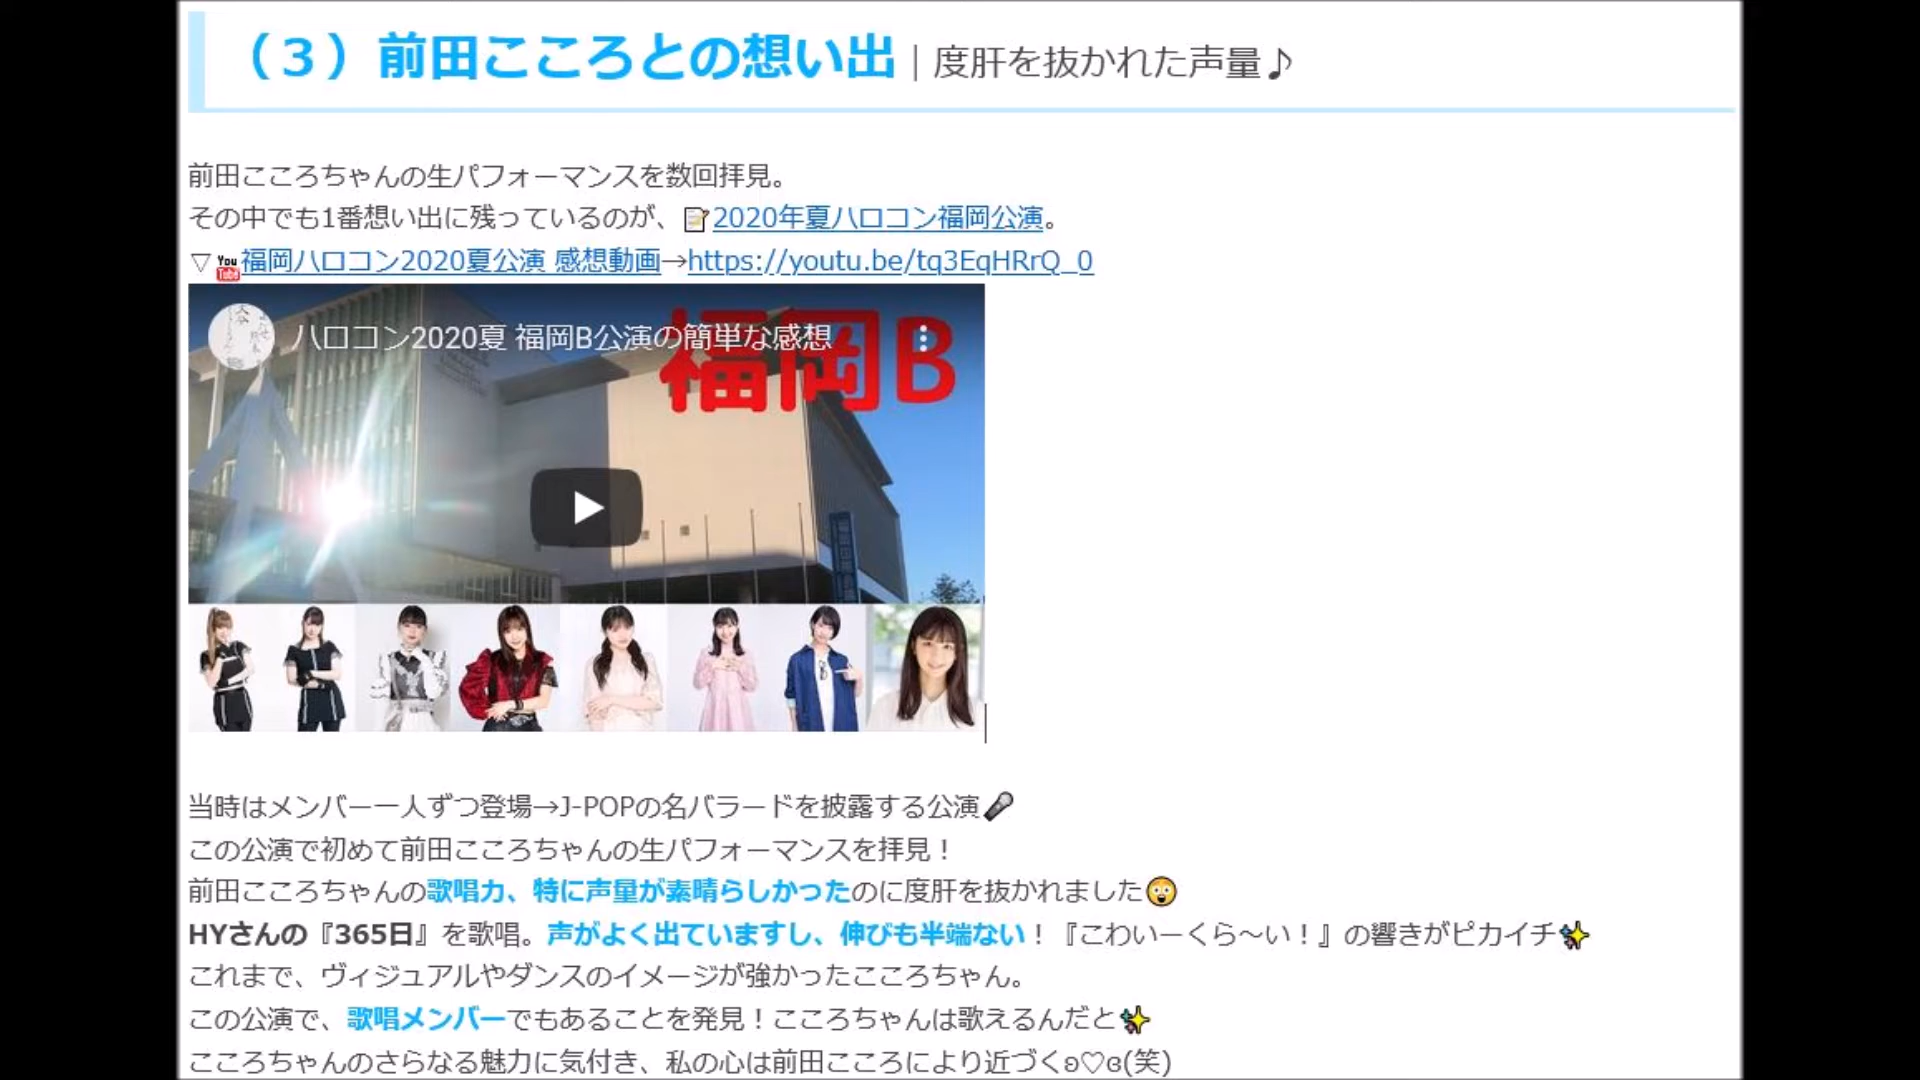 （３）前田こころとの想い出｜度肝を抜かれた声量♪
前田こころちゃんの生パフォーマンスを数回拝見。
その中でも1番想い出に残っているのが、📝2020年夏ハロコン福岡公演。
▽You Tube福岡ハロコン2020夏公演 感想動画→https://youtu.be/tq3EqHRrQ_0
ハロコン2020夏 福岡B公演の簡単な感想
福岡B
当時はメンバー一人ずつ登場→J-POPの名バラードを披露する公演🎤
この公演で初めて前田こころちゃんの生パフォーマンスを拝見！
前田こころちゃんの歌唱力、特に声量が素晴らしかったのに度肝を抜かれました😲
HYさんの『365日』を歌唱。声がよく出ていますし、伸びも半端ない！『こわいーくら～い！』の響きがピカイチ✨
これまで、ヴィジュアルやダンスのイメージが強かったこころちゃん。
この公演で、歌唱メンバーでもあることを発見！こころちゃんは歌えるんだと✨
こころちゃんのさらなる魅力に気付き、私の心は前田こころにより近づくʚ♡ɞ(笑)